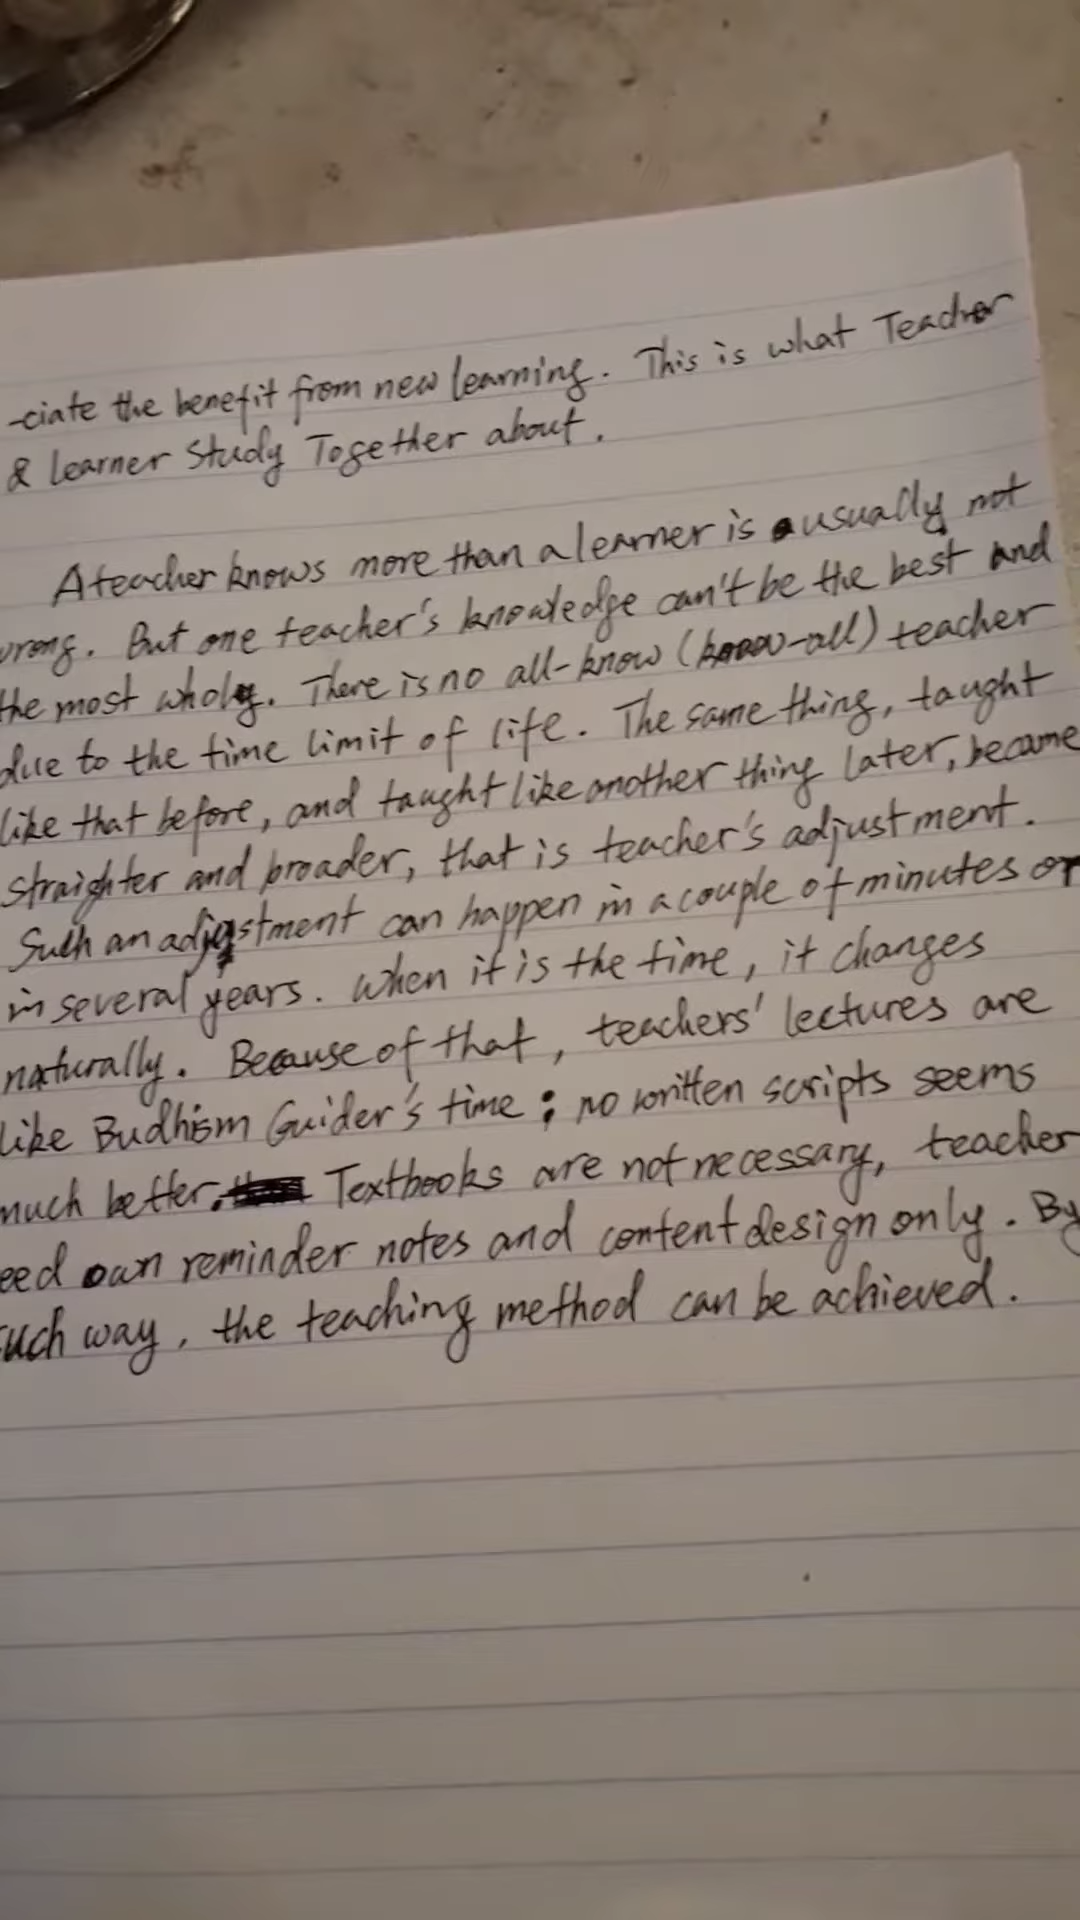 -ciate the benefit from new learning. This is what Teacher
& learner Study Together about.
A teacher knows more than a learner is usually not
wrong. But one teacher's knowledge can't be the best and
the most wholy. There is no all-know (know-all) teacher
due to the time limit of life. The same thing, taught
like that before, and taught like another thing later, became
straighter and broader, that is teacher's adjustment.
Such an adjustment can happen in a couple of minutes or
in several years. When it is the time, it changes
naturally. Because of that, teachers' lectures are
like Budhism Guider's time; no written scripts seems
much better. Textbooks are not necessary, teacher
eed own reminder notes and content design only. By
such way, the teaching method can be achieved.